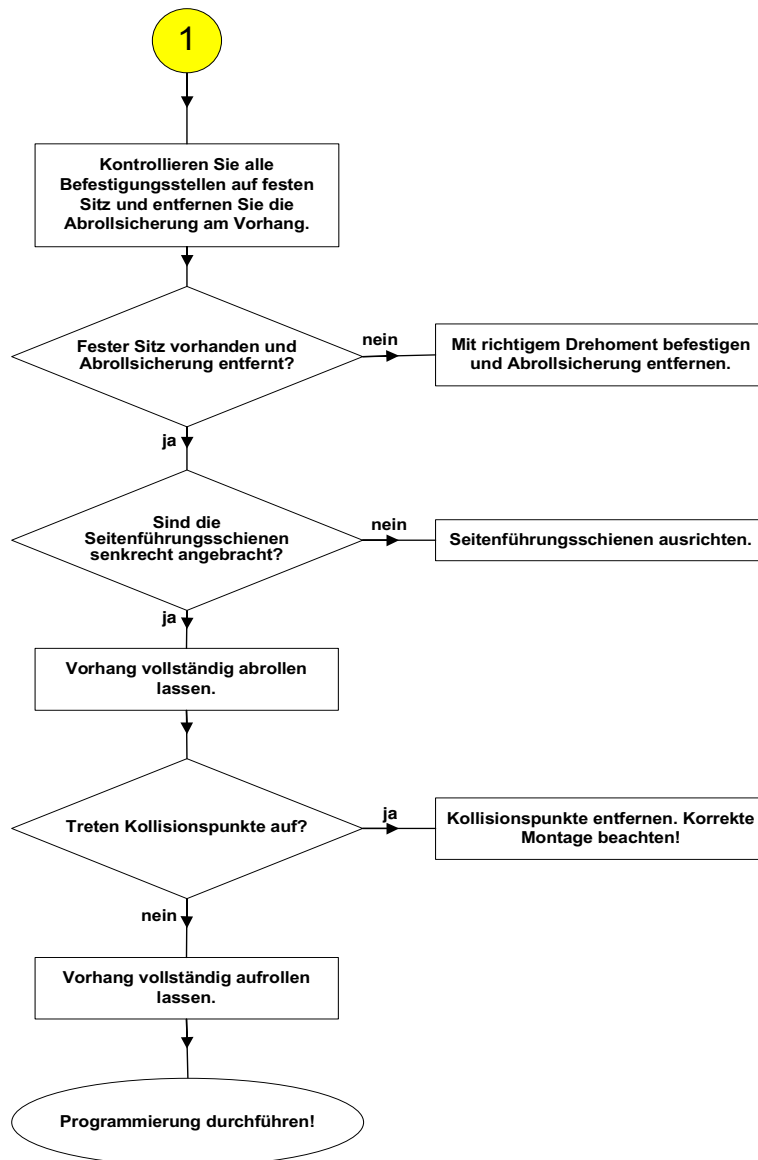 1
Kontrollieren Sie alle
Befestigungsstellen auf festen
Sitz und entfernen Sie die
Abrollsicherung am Vorhang.
Fester Sitz vorhanden und
Abrollsicherung entfernt?
nein
Mit richtigem Drehoment befestigen
und Abrollsicherung entfernen.
ja
Sind die
Seitenführungsschienen
senkrecht angebracht?
nein
Seitenführungsschienen ausrichten.
ja
Vorhang vollständig abrollen
lassen.
Treten Kollisionspunkte auf?
ja
Kollisionspunkte entfernen. Korrekte
Montage beachten!
nein
Vorhang vollständig aufrollen
lassen.
Programmierung durchführen!